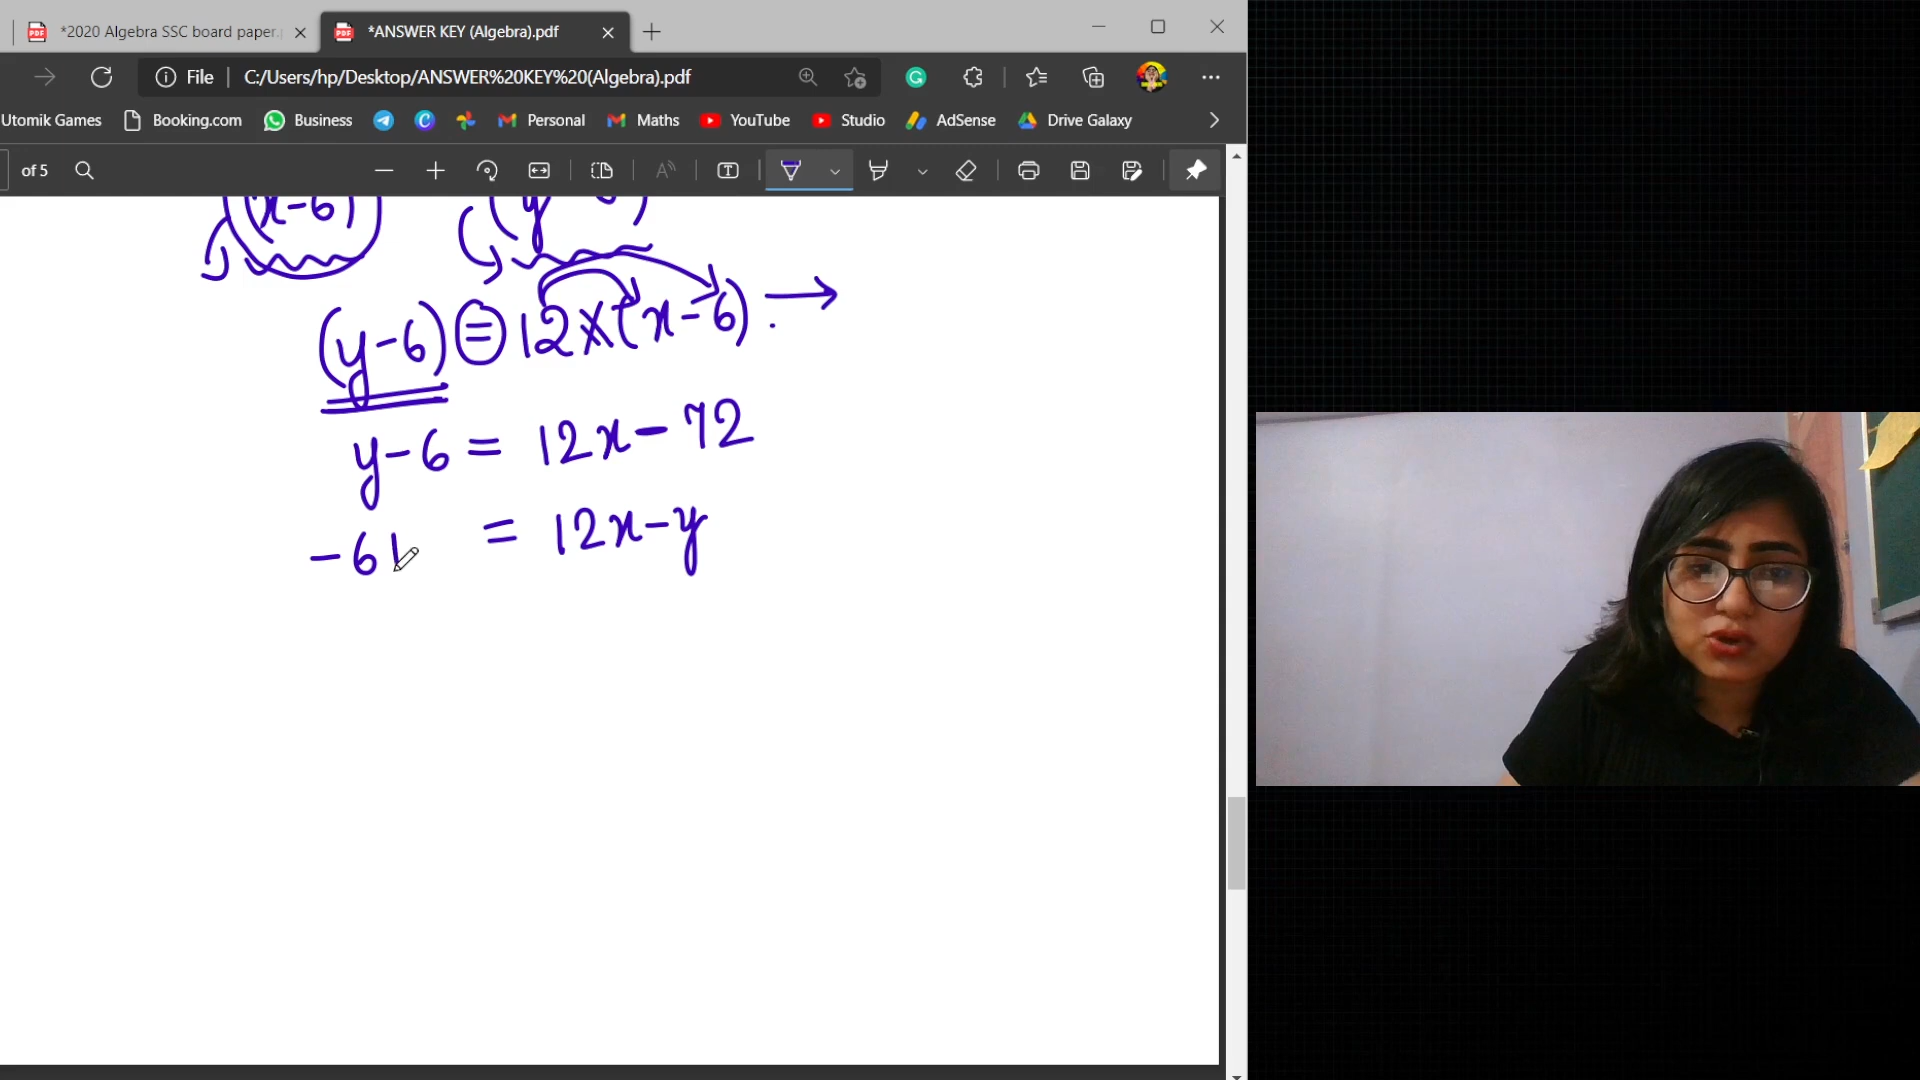 *2020 Algebra SSC board paper.
*ANSWER KEY (Algebra).pdf
File C:/Users/hp/Desktop/ANSWER%20KEY%20(Algebra).pdf
Utomik Games Booking.com Business Personal Maths YouTube Studio AdSense Drive Galaxy
of 5
(x-6) (y
(y-6) = 12×(x-6).
y-6 = 12x-72
-6 = 12x-y